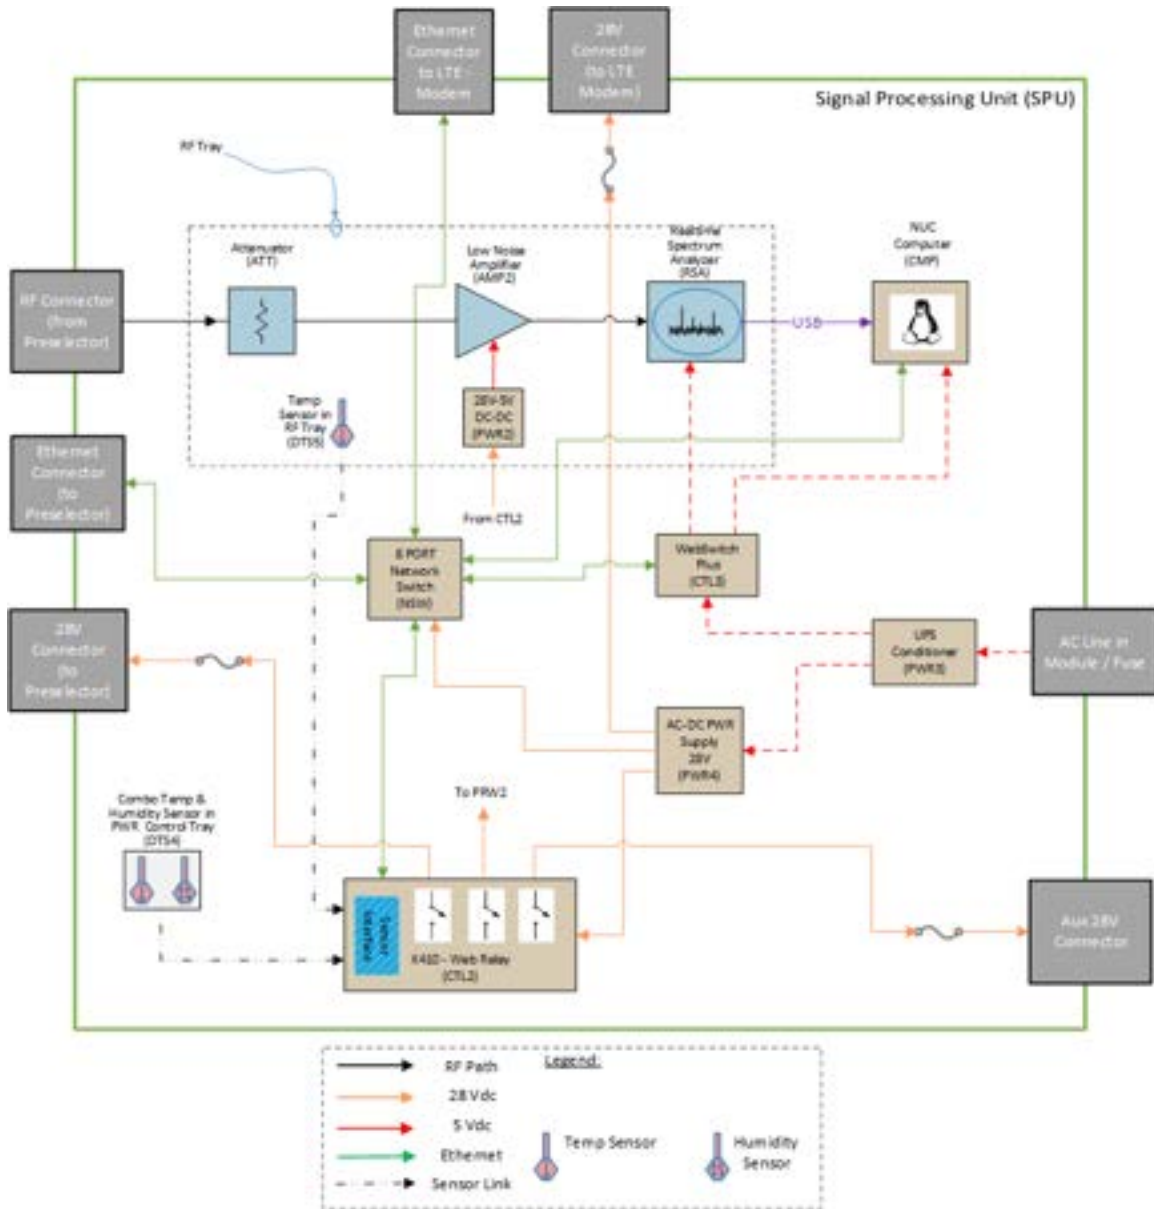 Ethernet
Connector
to LTE
Modem
28V
Connector
(to LTE
Modem)
Signal Processing Unit (SPU)
RF Tray
Attenuator
(ATT)
Low Noise
Amplifier
(AMP2)
Realtime
Spectrum
Analyzer
(RSA)
NUC
Computer
(CMP)
RF Connector
(from
Preselector)
USB
Temp
Sensor in
RF Tray
(DTS5)
28V-5V
DC-DC
(PWR2)
Ethernet
Connector
(to
Preselector)
From CTL2
8 PORT
Network
Switch
(NSW)
WebSwitch
Plus
(CTL3)
28V
Connector
(to
Preselector)
UPS
Conditioner
(PWR3)
AC Line in
Module / Fuse
AC-DC PWR
Supply
28V
(PWR4)
To PRW2
Combo Temp &
Humidity Sensor in
PWR Control Tray
(DTS4)
Sensor
Interface
X410 - Web Relay
(CTL2)
Aux 28V
Connector
Legend:
RF Path
28 Vdc
5 Vdc
Ethernet
Sensor Link
Temp Sensor
Humidity
Sensor